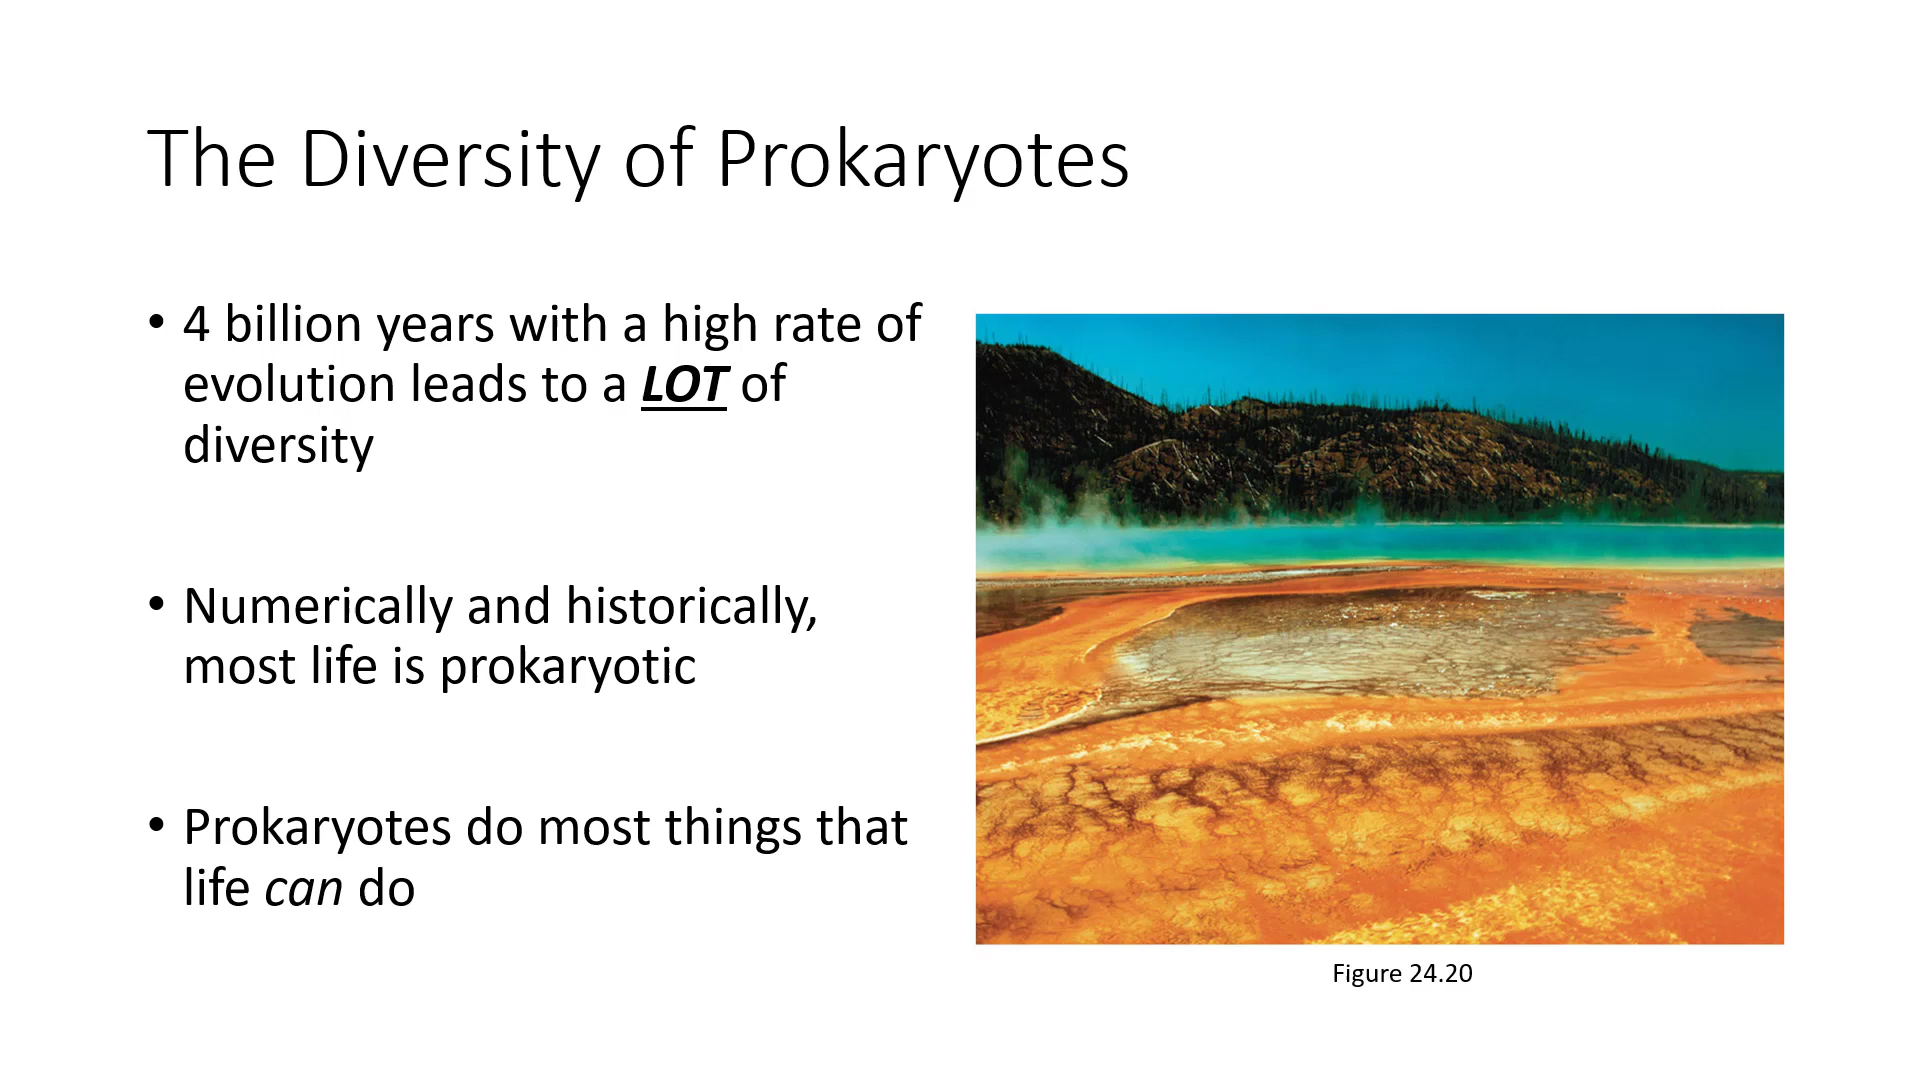 The Diversity of Prokaryotes
• 4 billion years with a high rate of
evolution leads to a LOT of
diversity
• Numerically and historically,
most life is prokaryotic
• Prokaryotes do most things that
life can do
Figure 24.20